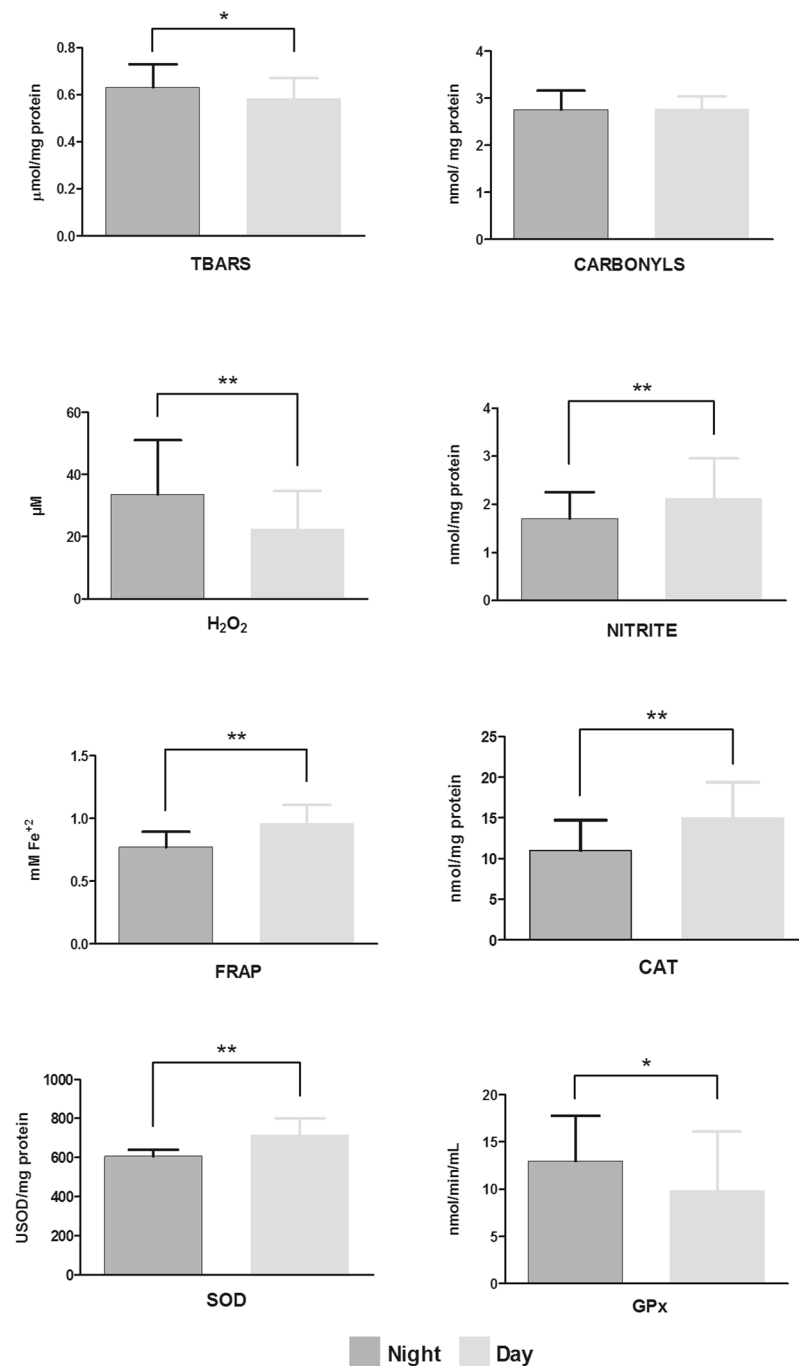 *
0.8
0.6
0.4
0.2
0.0
μmol/mg protein
TBARS
4
3
2
1
0
nmol/ mg protein
CARBONYLS
**
60
40
20
0
μM
H₂O₂
**
4
3
2
1
0
nmol/mg protein
NITRITE
**
1.5
1.0
0.5
0.0
mM Fe⁺²
FRAP
**
25
20
15
10
5
0
nmol/mg protein
CAT
**
1000
800
600
400
200
0
USOD/mg protein
SOD
*
20
15
10
5
0
nmol/min/mL
GPx
Night Day